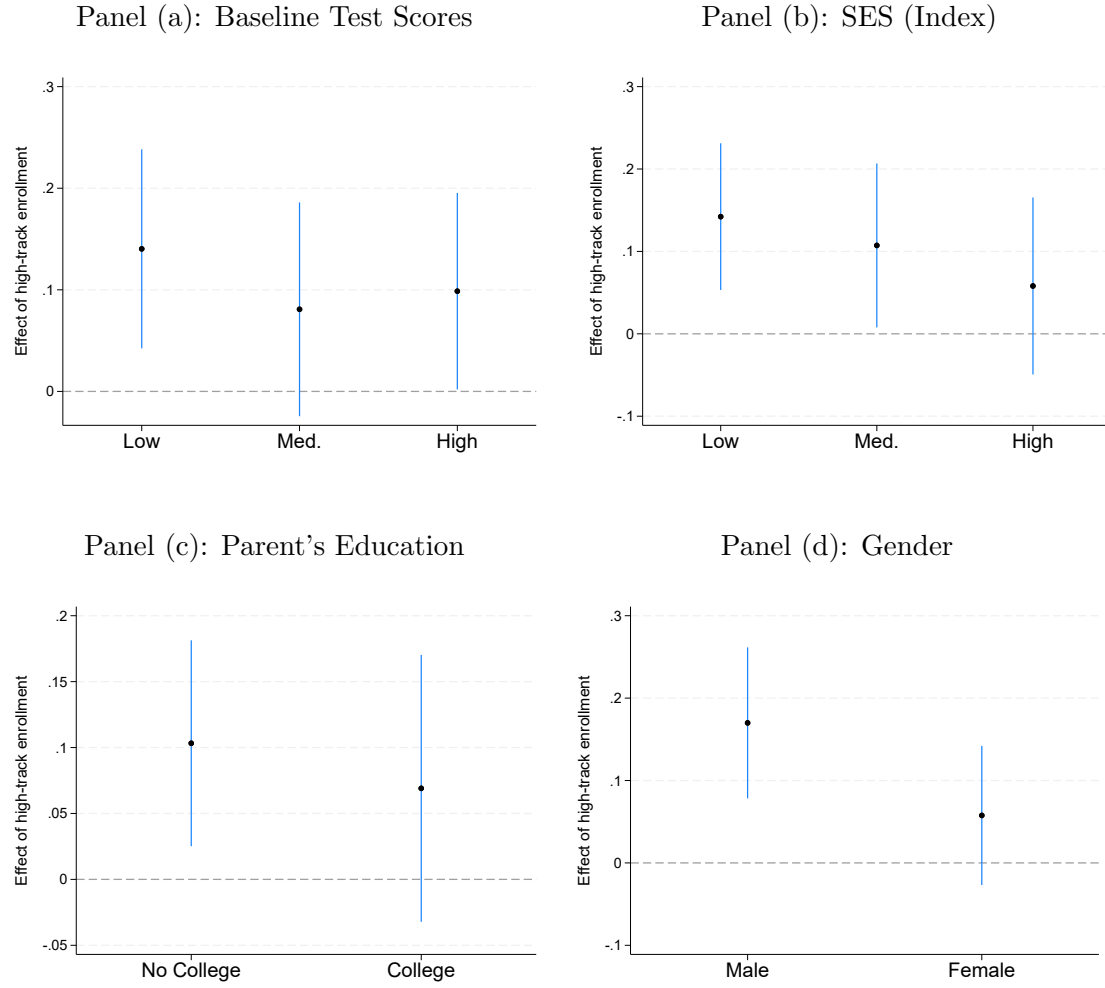 Panel (a): Baseline Test Scores
Effect of high-track enrollment
.3
.2
.1
0
Low Med. High
Panel (b): SES (Index)
Effect of high-track enrollment
.3
.2
.1
0
-.1
Low Med. High
Panel (c): Parent's Education
Effect of high-track enrollment
.2
.15
.1
.05
0
-.05
No College College
Panel (d): Gender
Effect of high-track enrollment
.3
.2
.1
0
-.1
Male Female